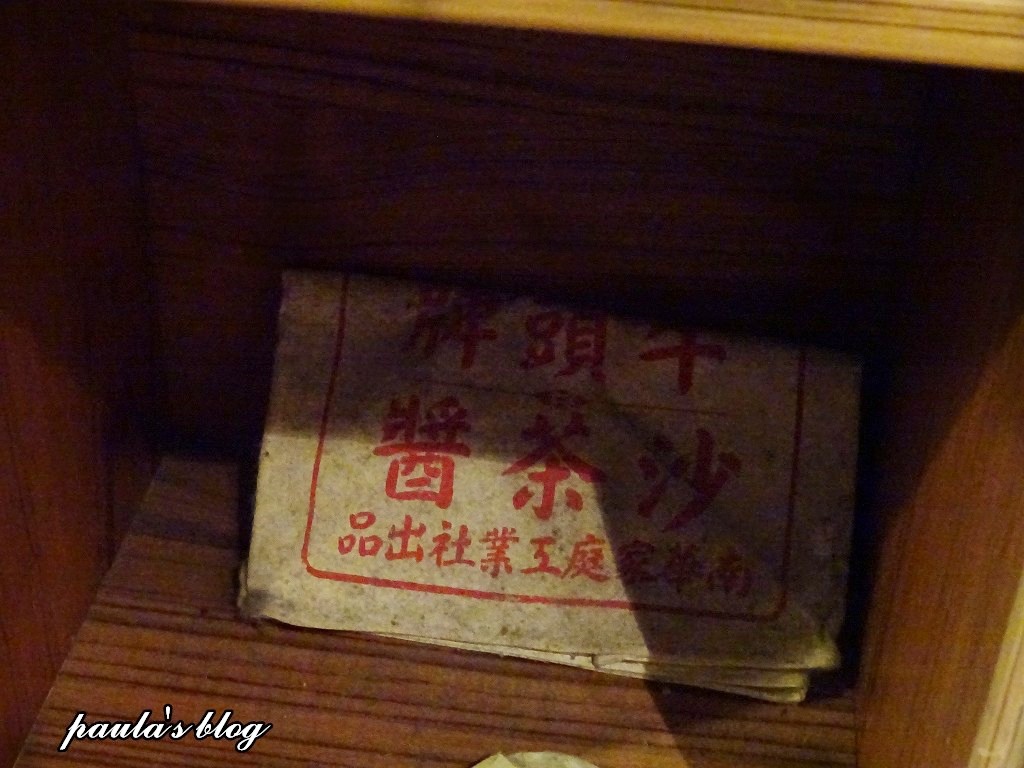 牛頭牌
沙茶醬
南華家庭工業社出品
paula's blog